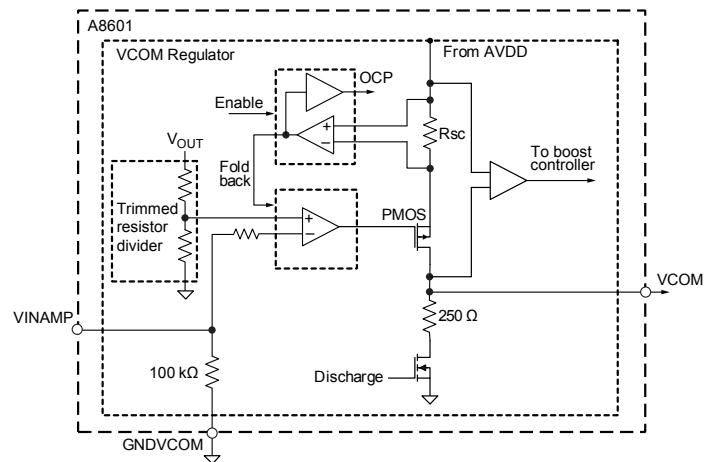 A8601
VCOM Regulator
From AVDD
OCP
Enable
+
−
RSC
VOUT
Fold
back
To boost
controller
Trimmed
resistor
divider
PMOS
+
−
VCOM
VINAMP
250 Ω
100 kΩ
Discharge
GNDVCOM